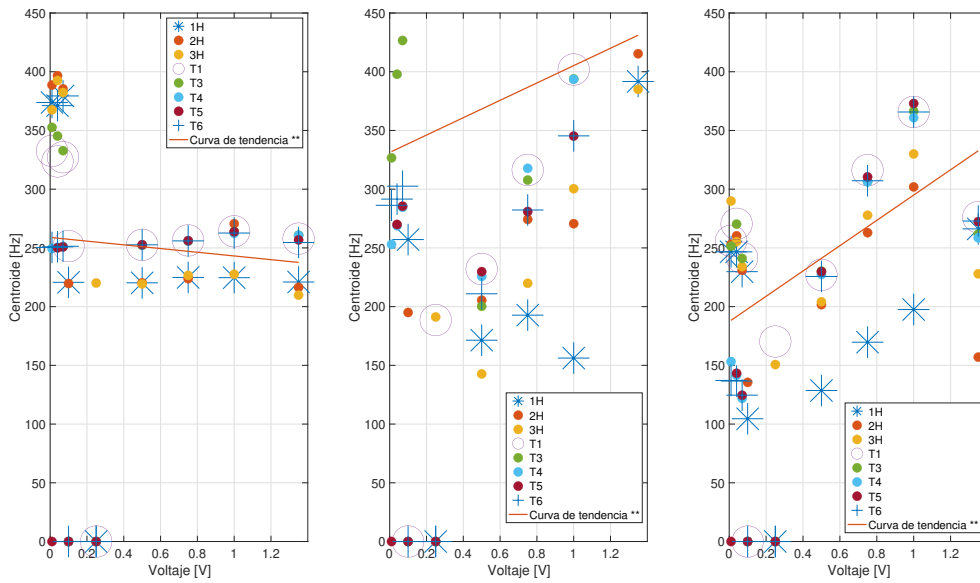 450
400
350
300
250
200
150
100
50
0
Centroide [Hz]
0
0.2
0.4
0.6
0.8
1
1.2
Voltaje [V]
1H
2H
3H
T1
T3
T4
T5
T6
Curva de tendencia **
450
400
350
300
250
200
150
100
50
0
Centroide [Hz]
0
0.2
0.4
0.6
0.8
1
1.2
Voltaje [V]
1H
2H
3H
T1
T3
T4
T5
T6
Curva de tendencia **
450
400
350
300
250
200
150
100
50
0
Centroide [Hz]
0
0.2
0.4
0.6
0.8
1
1.2
Voltaje [V]
1H
2H
3H
T1
T3
T4
T5
T6
Curva de tendencia **